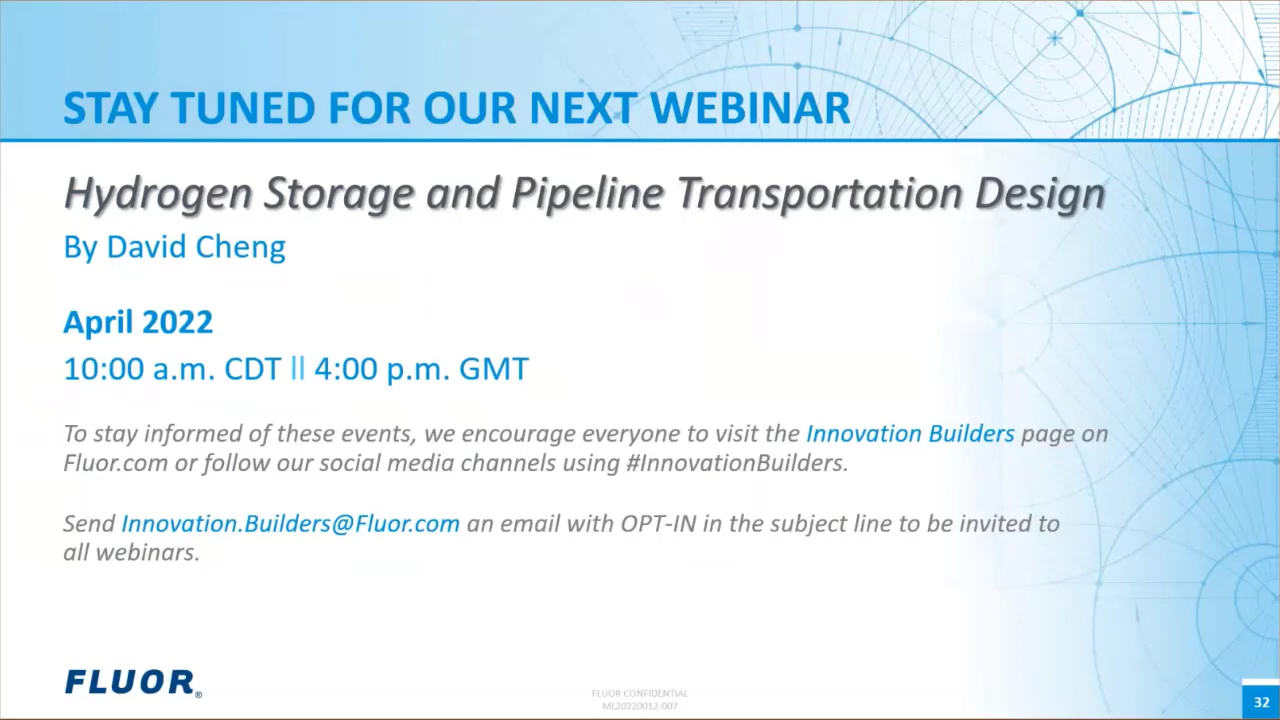 STAY TUNED FOR OUR NEXT WEBINAR
Hydrogen Storage and Pipeline Transportation Design
By David Cheng
April 2022
10:00 a.m. CDT ǀǀ 4:00 p.m. GMT
To stay informed of these events, we encourage everyone to visit the Innovation Builders page on
Fluor.com or follow our social media channels using #InnovationBuilders.
Send Innovation.Builders@Fluor.com an email with OPT-IN in the subject line to be invited to
all webinars.
FLUOR®
FLUOR CONFIDENTIAL
ML20220012-007
32